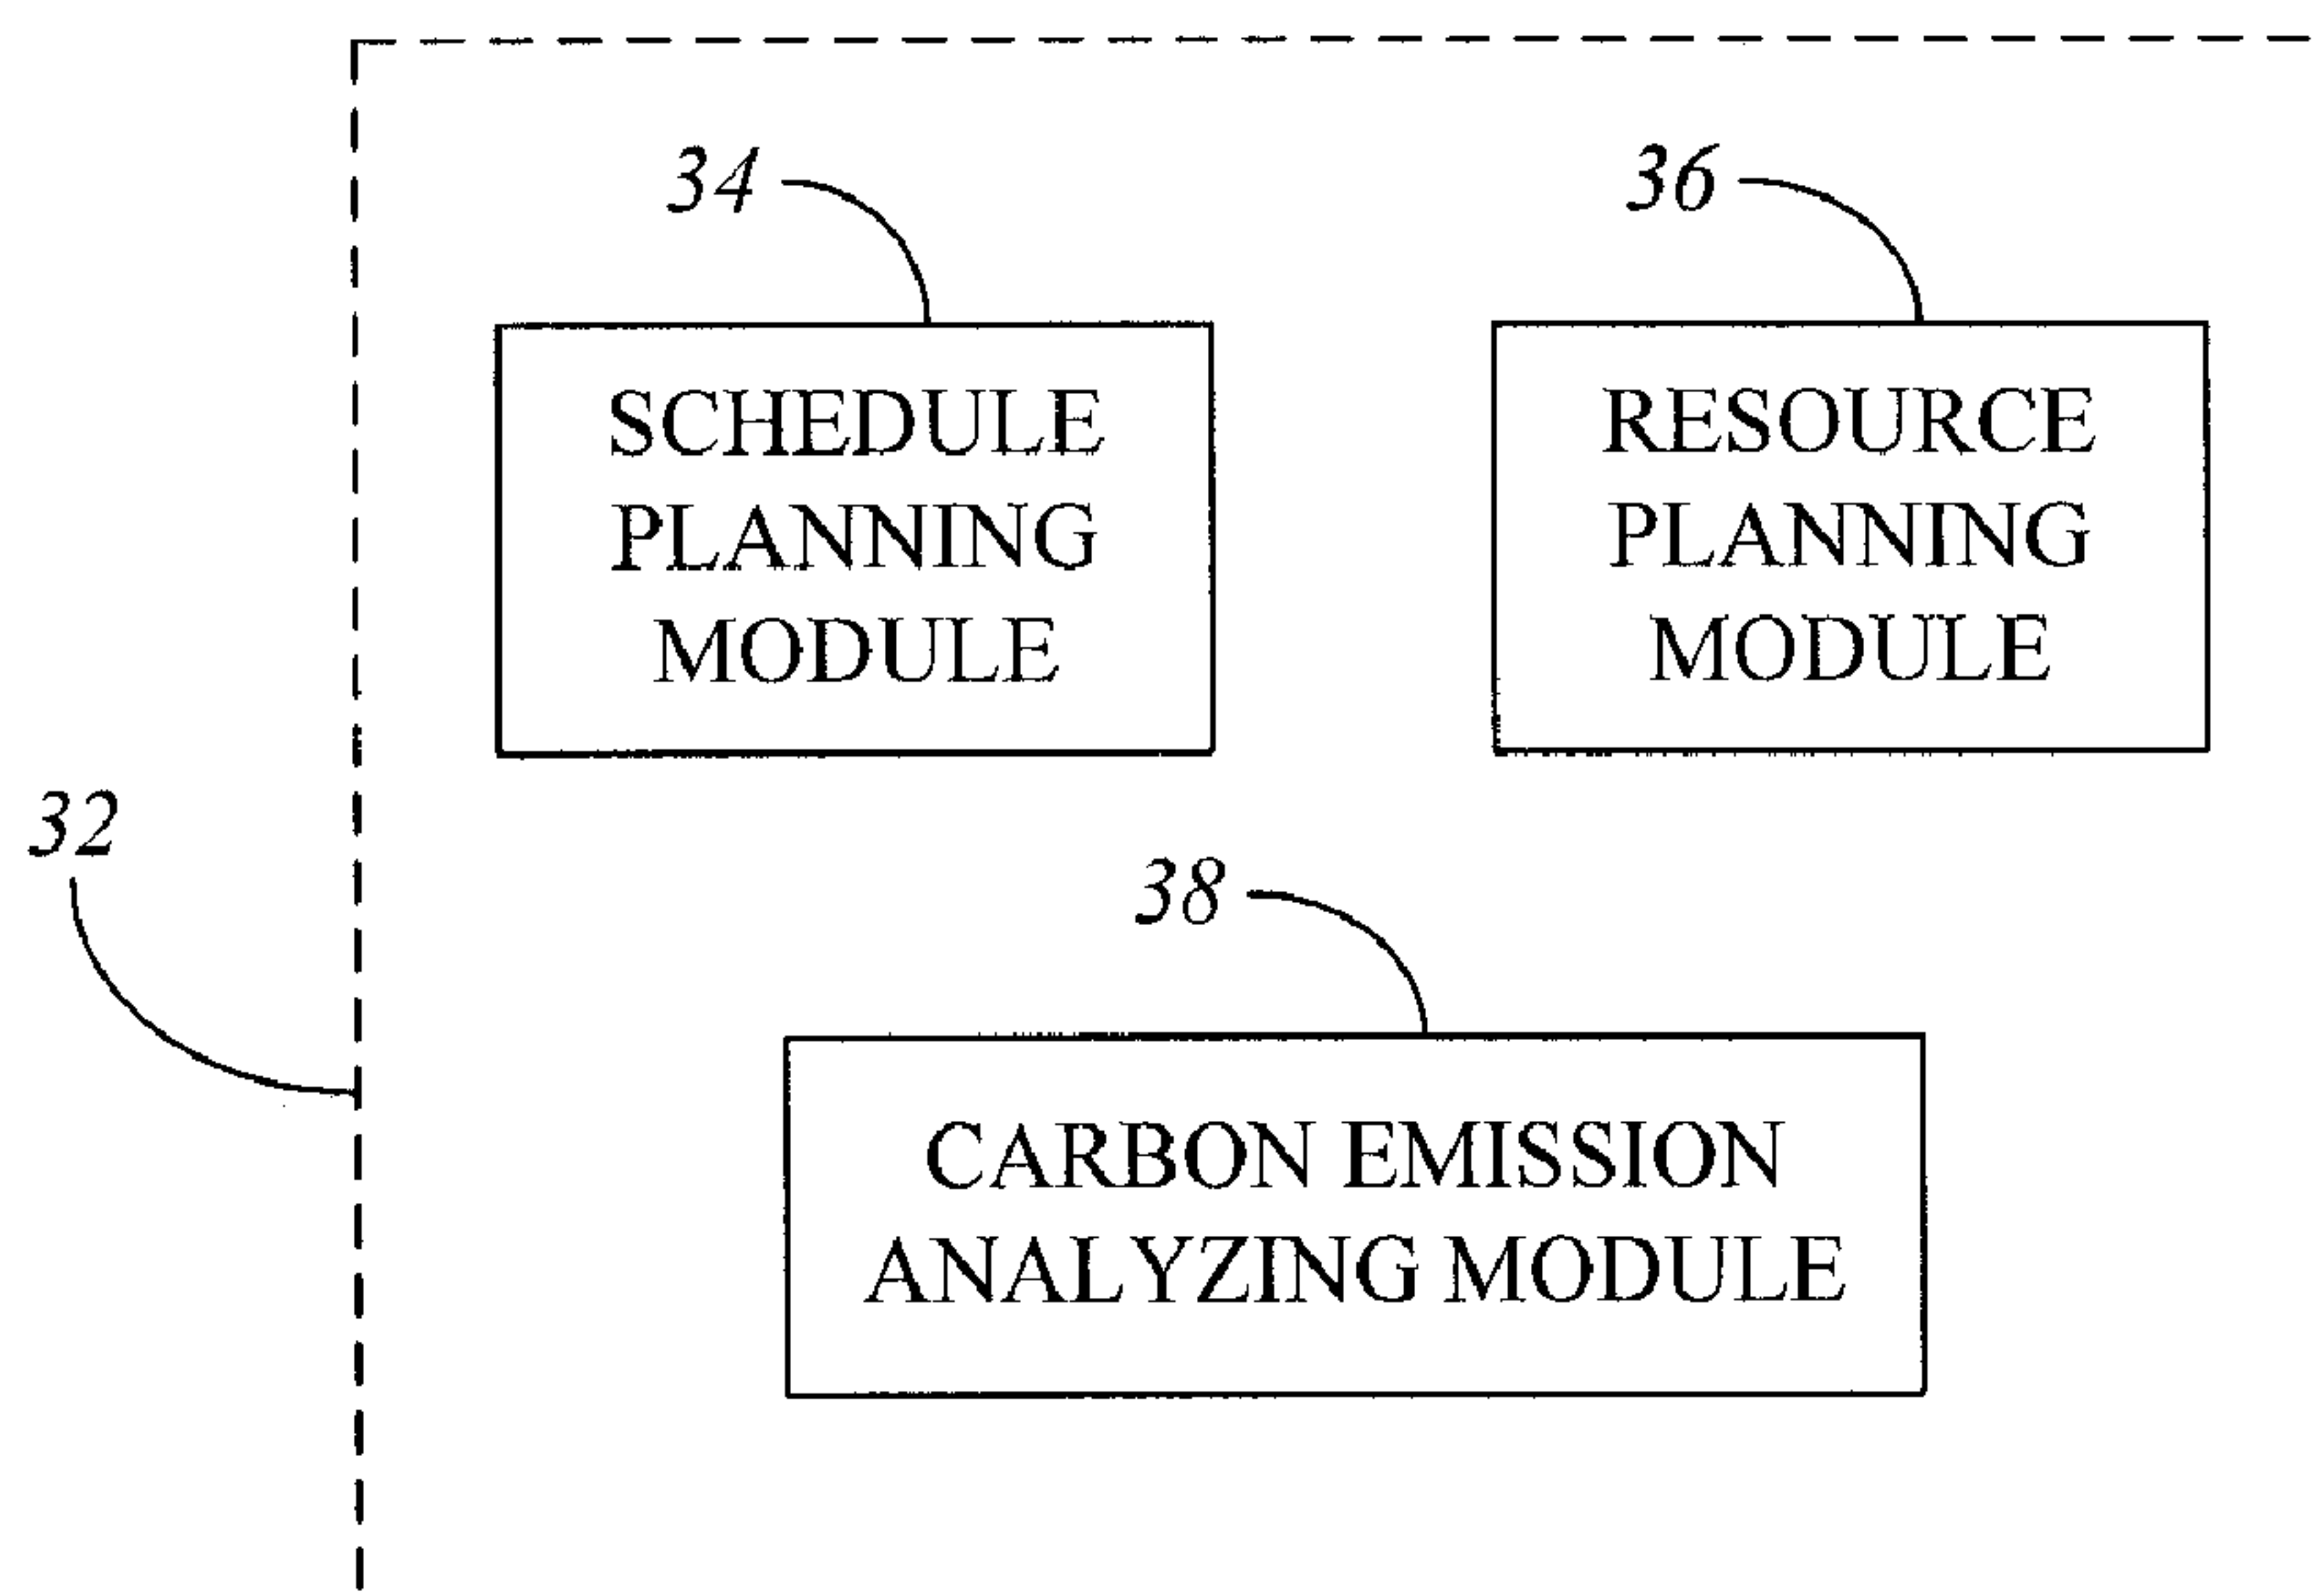 34
36
SCHEDULE
PLANNING
MODULE
RESOURCE
PLANNING
MODULE
32
38
CARBON EMISSION
ANALYZING MODULE